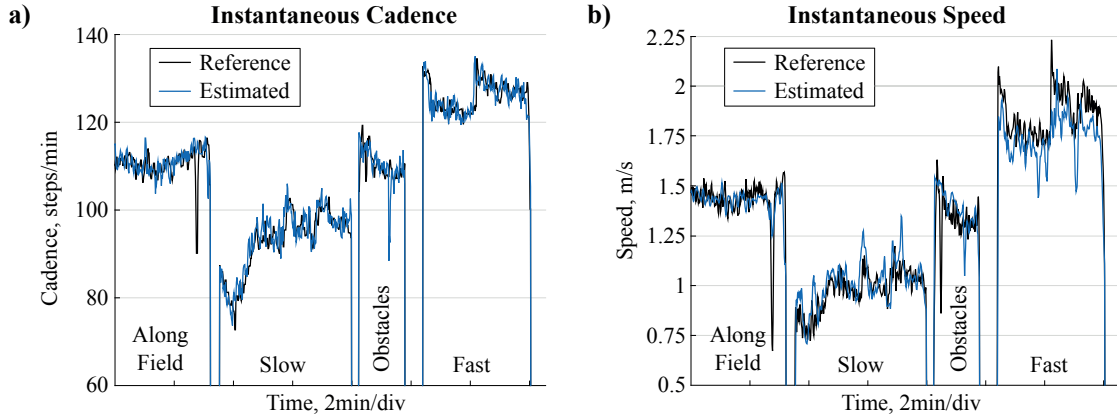 a)
Instantaneous Cadence
Cadence, steps/min
140
120
100
80
60
Reference
Estimated
Along
Field
Slow
Obstacles
Fast
Time, 2min/div
b)
Instantaneous Speed
Speed, m/s
2.25
2
1.75
1.5
1.25
1
0.75
0.5
Reference
Estimated
Along
Field
Slow
Obstacles
Fast
Time, 2min/div